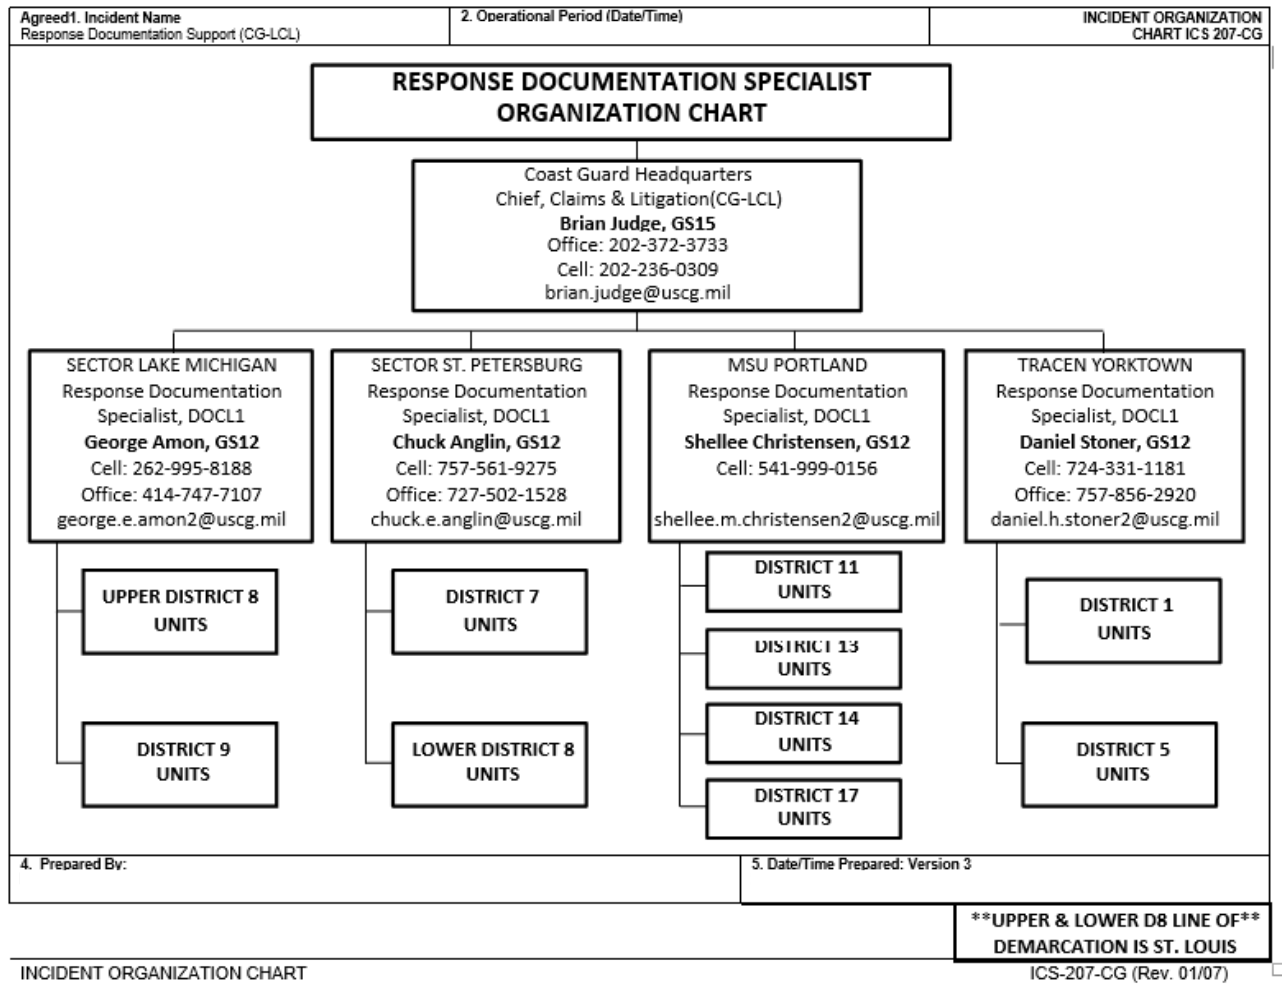 Agreed1. Incident Name
Response Documentation Support (CG-LCL)
2. Operational Period (Date/Time)
INCIDENT ORGANIZATION
CHART ICS 207-CG
RESPONSE DOCUMENTATION SPECIALIST
ORGANIZATION CHART
Coast Guard Headquarters
Chief, Claims & Litigation(CG-LCL)
Brian Judge, GS15
Office: 202-372-3733
Cell: 202-236-0309
brian.judge@uscg.mil
SECTOR LAKE MICHIGAN
Response Documentation
Specialist, DOCL1
George Amon, GS12
Cell: 262-995-8188
Office: 414-747-7107
george.e.amon2@uscg.mil
UPPER DISTRICT 8
UNITS
DISTRICT 9
UNITS
SECTOR ST. PETERSBURG
Response Documentation
Specialist, DOCL1
Chuck Anglin, GS12
Cell: 757-561-9275
Office: 727-502-1528
chuck.e.anglin@uscg.mil
DISTRICT 7
UNITS
LOWER DISTRICT 8
UNITS
MSU PORTLAND
Response Documentation
Specialist, DOCL1
Shellee Christensen, GS12
Cell: 541-999-0156
shellee.m.christensen2@uscg.mil
DISTRICT 11
UNITS
DISTRICT 13
UNITS
DISTRICT 14
UNITS
DISTRICT 17
UNITS
TRACEN YORKTOWN
Response Documentation
Specialist, DOCL1
Daniel Stoner, GS12
Cell: 724-331-1181
Office: 757-856-2920
daniel.h.stoner2@uscg.mil
DISTRICT 1
UNITS
DISTRICT 5
UNITS
4. Prepared By:
5. Date/Time Prepared: Version 3
**UPPER & LOWER D8 LINE OF**
DEMARCATION IS ST. LOUIS
INCIDENT ORGANIZATION CHART
ICS-207-CG (Rev. 01/07)